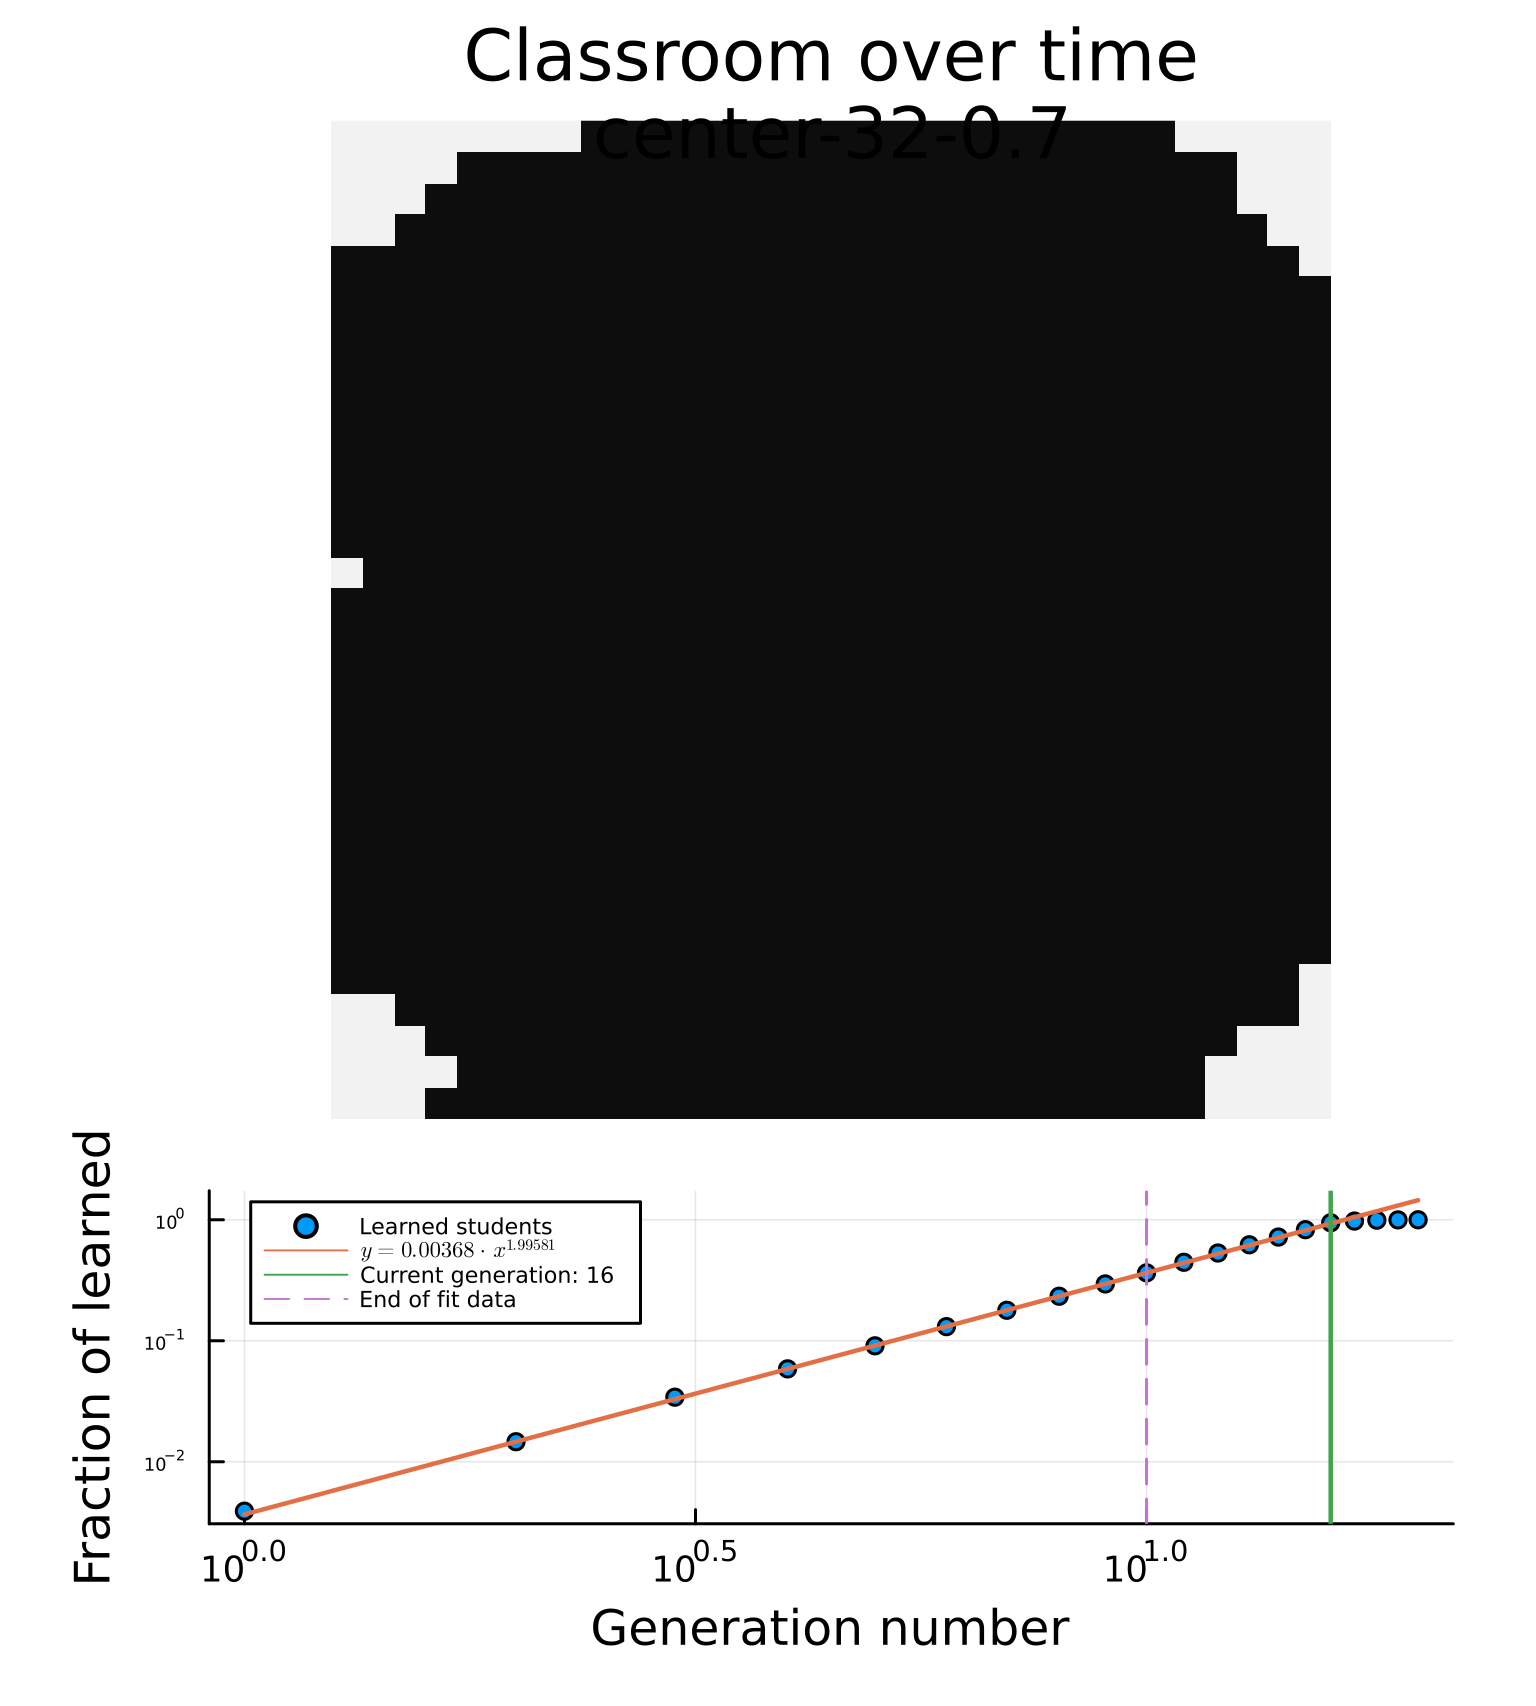 Classroom over time
center-32-0.7
Fraction of learned
10^0
10^-1
10^-2
Learned students
y = 0.00368 · x^1.99581
Current generation: 16
End of fit data
10^0.0
10^0.5
10^1.0
Generation number